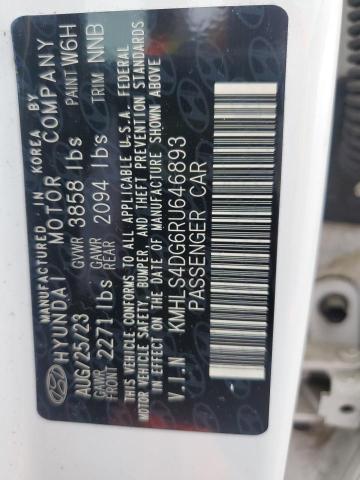 MANUFACTURED IN KOREA BY
HYUNDAI MOTOR COMPANY
AUG/25/23 GVWR 3858 lbs PAINT W6H
GAWR FRONT 2271 lbs GAWR REAR 2094 lbs TRIM NNB
THIS VEHICLE CONFORMS TO ALL APPLICABLE U.S.A. FEDERAL
MOTOR VEHICLE SAFETY, BUMPER, AND THEFT PREVENTION STANDARDS
IN EFFECT ON THE DATE OF MANUFACTURE SHOWN ABOVE
V.I.N KMHLS4DG6RU646893
PASSENGER CAR